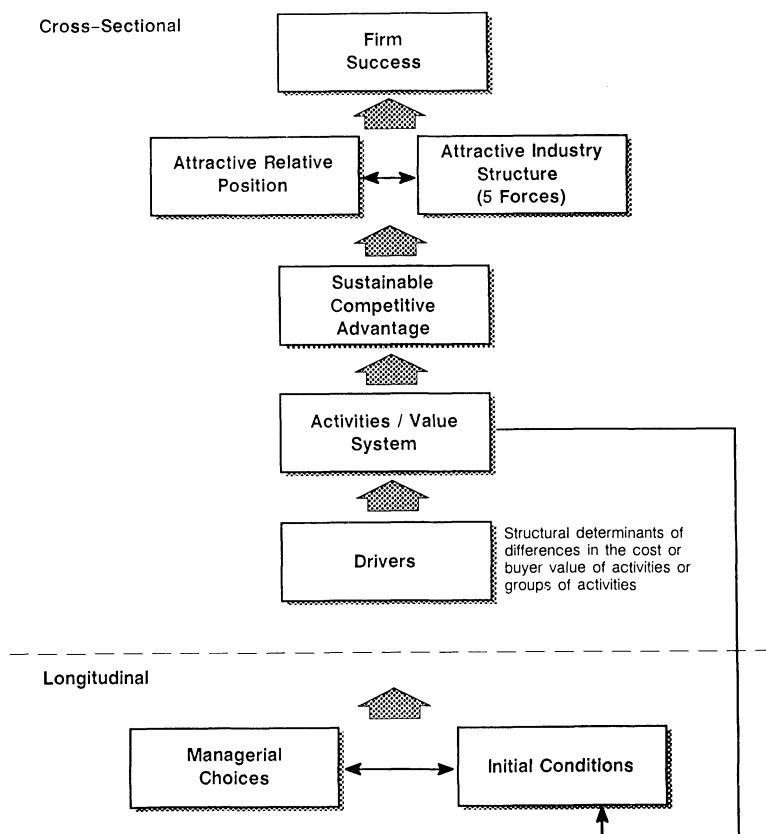 Cross-Sectional
Firm
Success
Attractive Relative
Position
Attractive Industry
Structure
(5 Forces)
Sustainable
Competitive
Advantage
Activities / Value
System
Drivers
Structural determinants of
differences in the cost or
buyer value of activities or
groups of activities
Longitudinal
Managerial
Choices
Initial Conditions